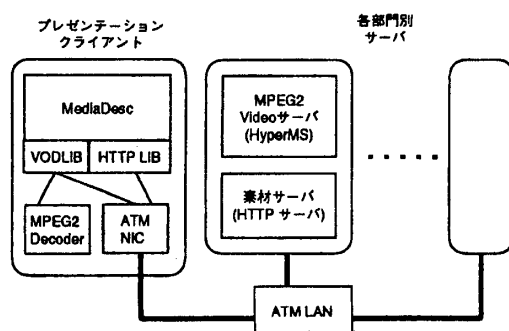 プレゼンテーション
クライアント
各部門別
サーバ
MediaDesc
VODLIB
HTTP LIB
MPEG2
Decoder
ATM
NIC
MPEG2
Videoサーバ
(HyperMS)
素材サーバ
(HTTP サーバ)
ATM LAN